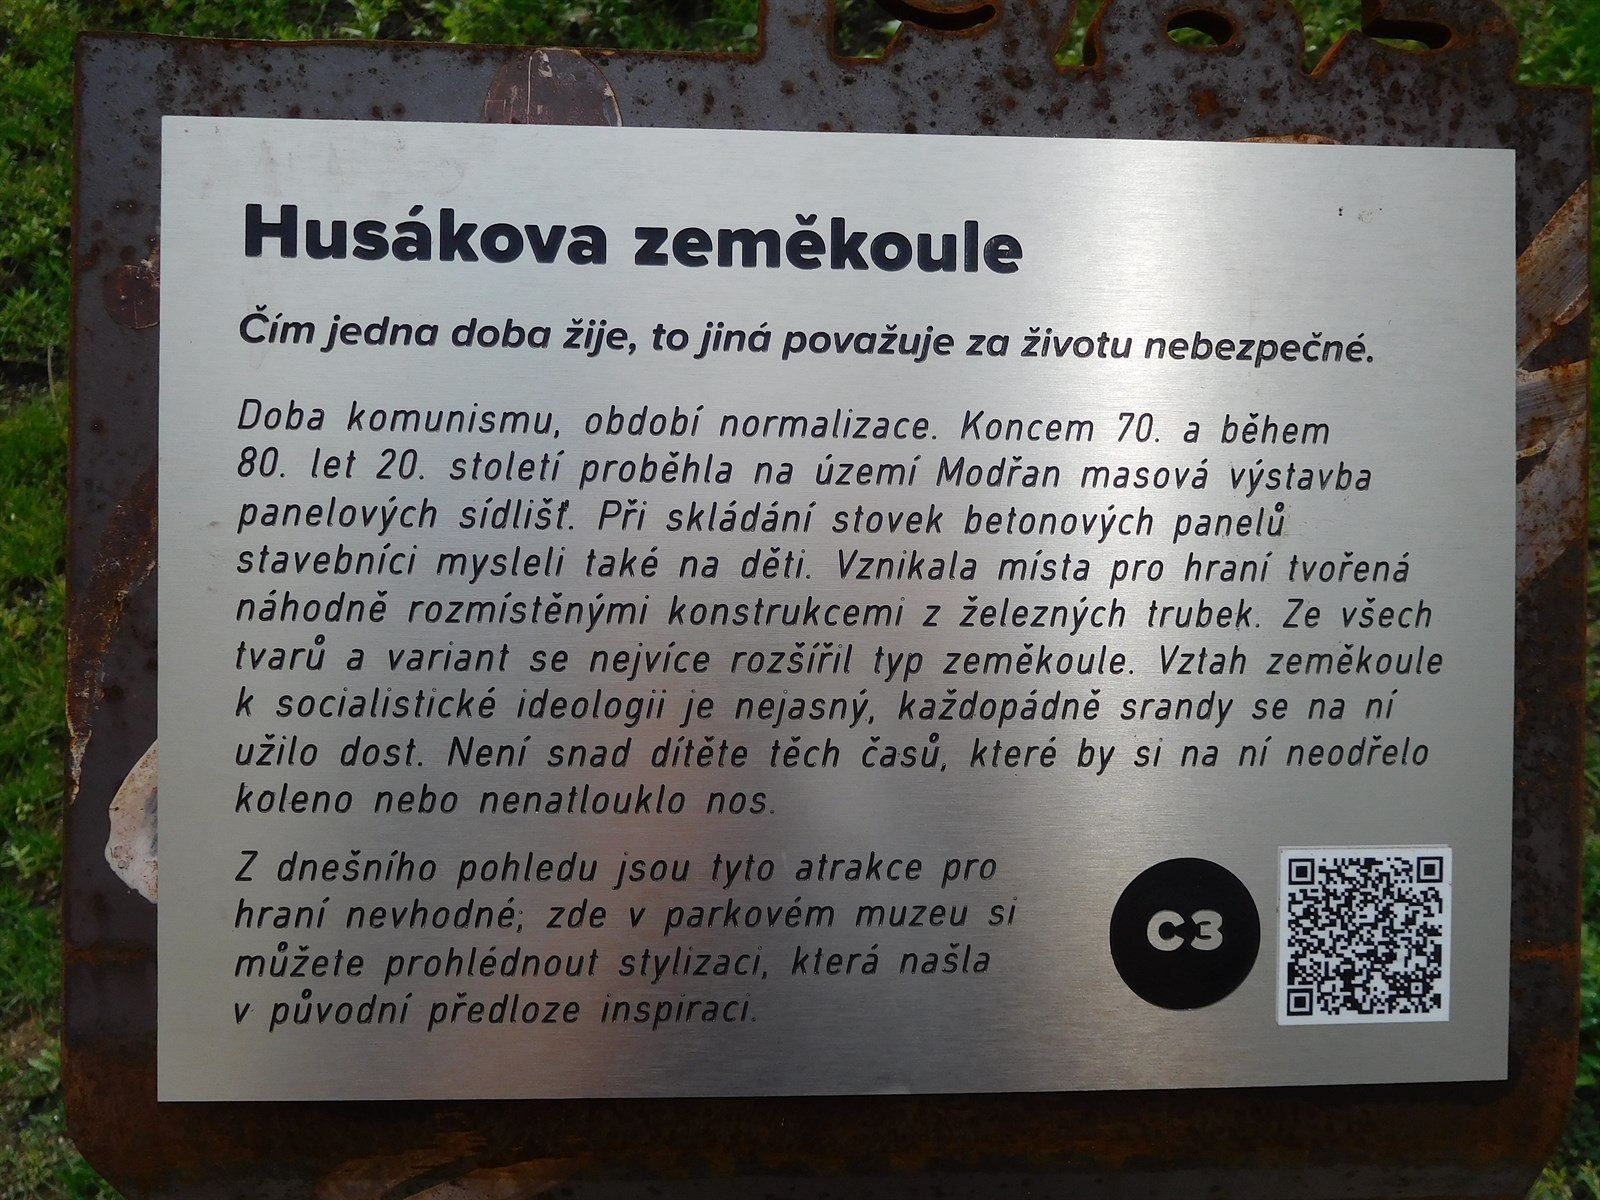 Husákova zeměkoule
Čím jedna doba žije, to jiná považuje za životu nebezpečné.
Doba komunismu, období normalizace. Koncem 70. a během
80. let 20. století proběhla na území Modřan masová výstavba
panelových sídlišť. Při skládání stovek betonových panelů
stavebníci mysleli také na děti. Vznikala místa pro hraní tvořená
náhodně rozmístěnými konstrukcemi z železných trubek. Ze všech
tvarů a variant se nejvíce rozšířil typ zeměkoule. Vztah zeměkoule
k socialistické ideologii je nejasný, každopádně srandy se na ní
užilo dost. Není snad dítěte těch časů, které by si na ní neodřelo
koleno nebo nenatlouklo nos.
Z dnešního pohledu jsou tyto atrakce pro
hraní nevhodné; zde v parkovém muzeu si
můžete prohlédnout stylizaci, která našla
v původní předloze inspiraci.
C3